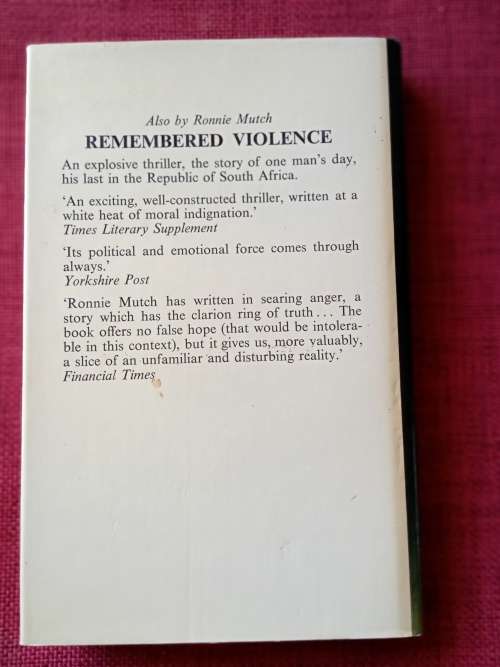 Also by Ronnie Mutch
REMEMBERED VIOLENCE
An explosive thriller, the story of one man's day,
his last in the Republic of South Africa.
‘An exciting, well-constructed thriller, written at a
white heat of moral indignation.’
Times Literary Supplement
‘Its political and emotional force comes through
always.’
Yorkshire Post
‘Ronnie Mutch has written in searing anger, a
story which has the clarion ring of truth... The
book offers no false hope (that would be intolera-
ble in this context), but it gives us, more valuably,
a slice of an unfamiliar and disturbing reality.’
Financial Times